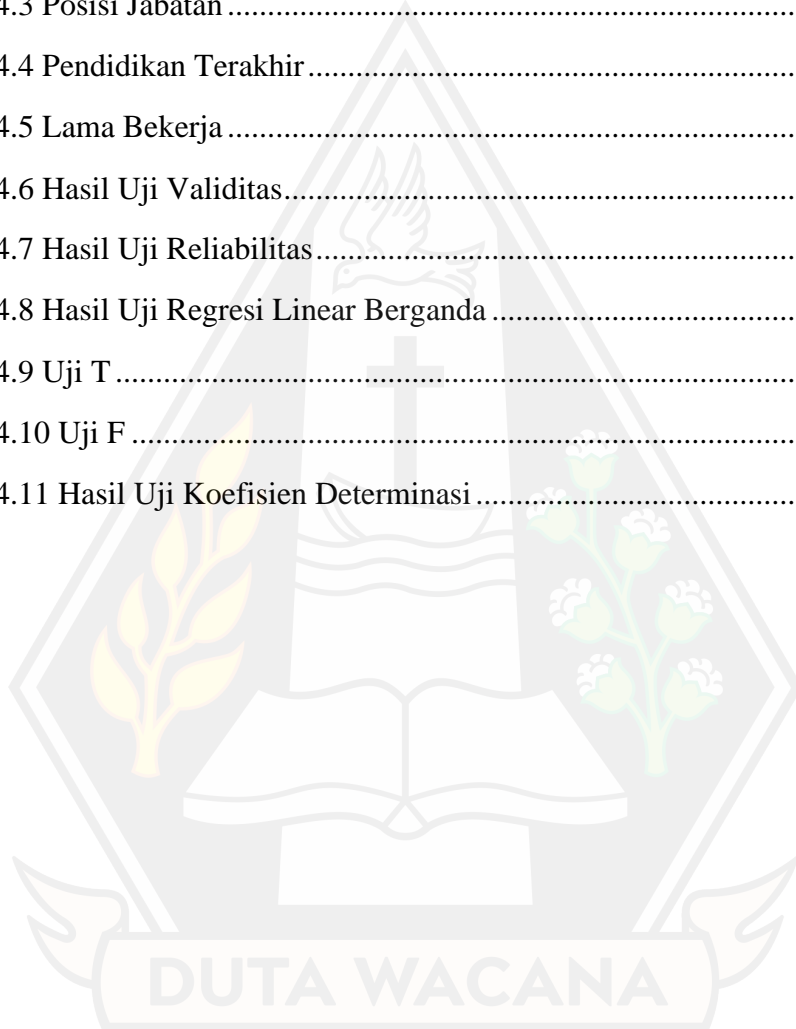 4.3 Posisi Jabatan........................................................................
4.4 Pendidikan Terakhir............................................................
4.5 Lama Bekerja........................................................................
4.6 Hasil Uji Validitas...............................................................
4.7 Hasil Uji Reliabilitas...........................................................
4.8 Hasil Uji Regresi Linear Berganda......................................
4.9 Uji T.....................................................................................
4.10 Uji F...................................................................................
4.11 Hasil Uji Koefisien Determinasi........................................
DUTA WACANA